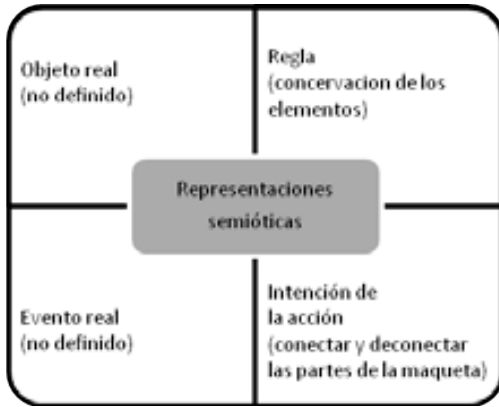 Objeto real
(no definido)
Regla
(concervacion de los
elementos)
Representaciones
semióticas
Evento real
(no definido)
Intención de
la acción
(conectar y deconectar
las partes de la maqueta)